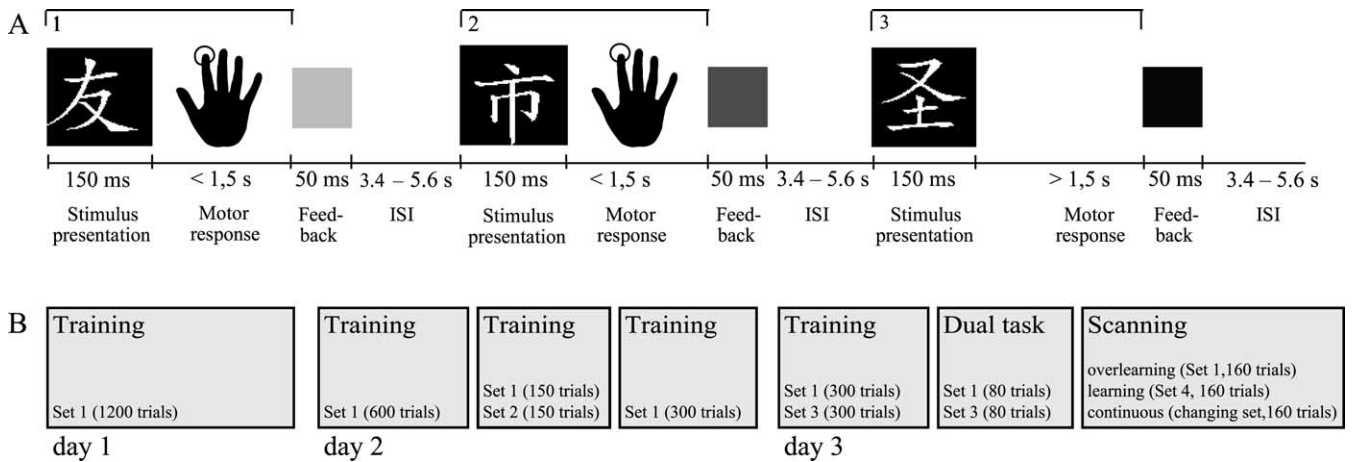 A
1
2
3
友
市
圣
150 ms
< 1,5 s
50 ms
3.4 – 5.6 s
150 ms
< 1,5 s
50 ms
3.4 – 5.6 s
150 ms
> 1,5 s
50 ms
3.4 – 5.6 s
Stimulus
presentation
Motor
response
Feed-
back
ISI
Stimulus
presentation
Motor
response
Feed-
back
ISI
Stimulus
presentation
Motor
response
Feed-
back
ISI
B
Training
Set 1 (1200 trials)
day 1
Training
Set 1 (600 trials)
Training
Set 1 (150 trials)
Set 2 (150 trials)
Training
Set 1 (300 trials)
day 2
Training
Set 1 (300 trials)
Set 3 (300 trials)
Dual task
Set 1 (80 trials)
Set 3 (80 trials)
Scanning
overlearning (Set 1,160 trials)
learning (Set 4, 160 trials)
continuous (changing set,160 trials)
day 3